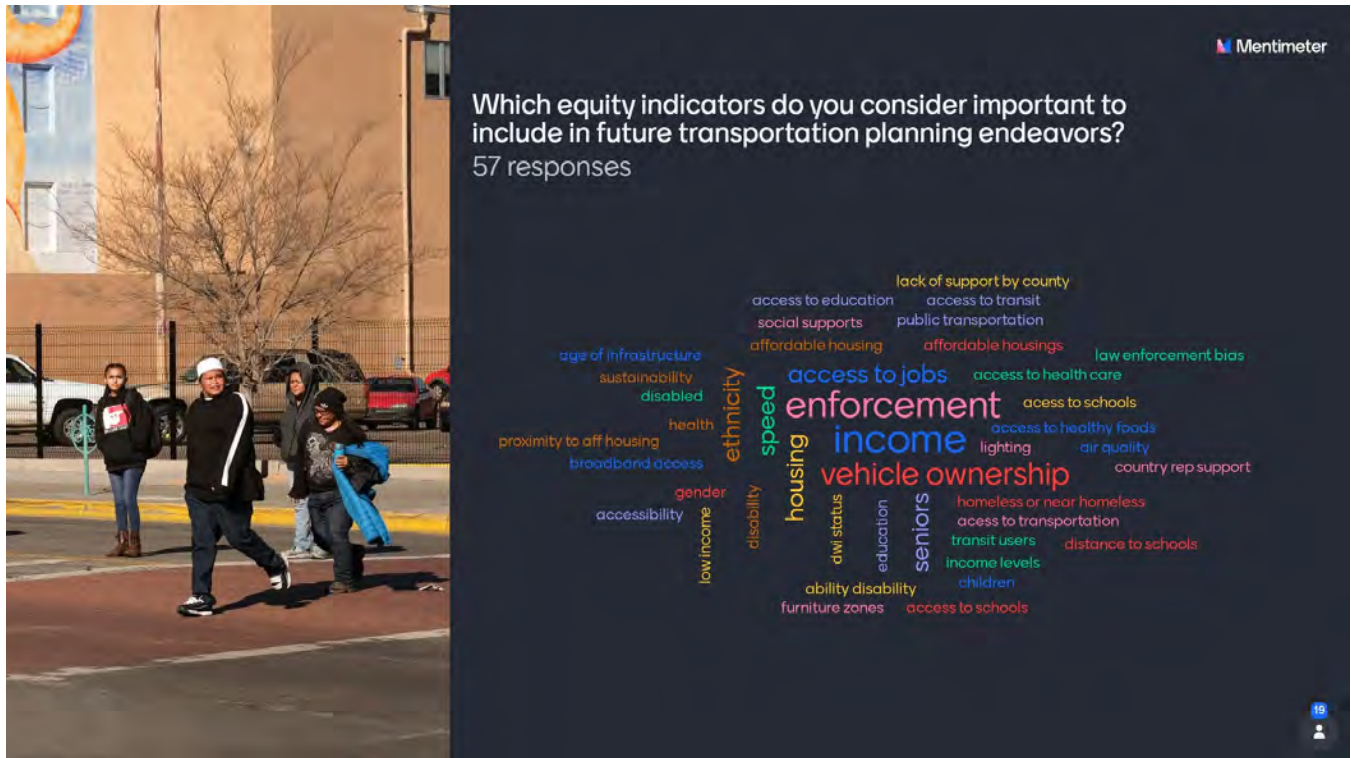 Mentimeter
Which equity indicators do you consider important to
include in future transportation planning endeavors?
57 responses
lack of support by county
access to education
access to transit
social supports
public transportation
affordable housing
affordable housings
age of infrastructure
law enforcement bias
access to jobs
access to health care
sustainability
disabled
ethnicity
speed
enforcement
acess to schools
health
income
access to healthy foods
proximity to aff housing
lighting
air quality
broadband access
housing
vehicle ownership
country rep support
gender
disability
dwi status
education
seniors
homeless or near homeless
accessibility
low income
acess to transportation
transit users
distance to schools
income levels
children
ability disability
furniture zones
access to schools
19